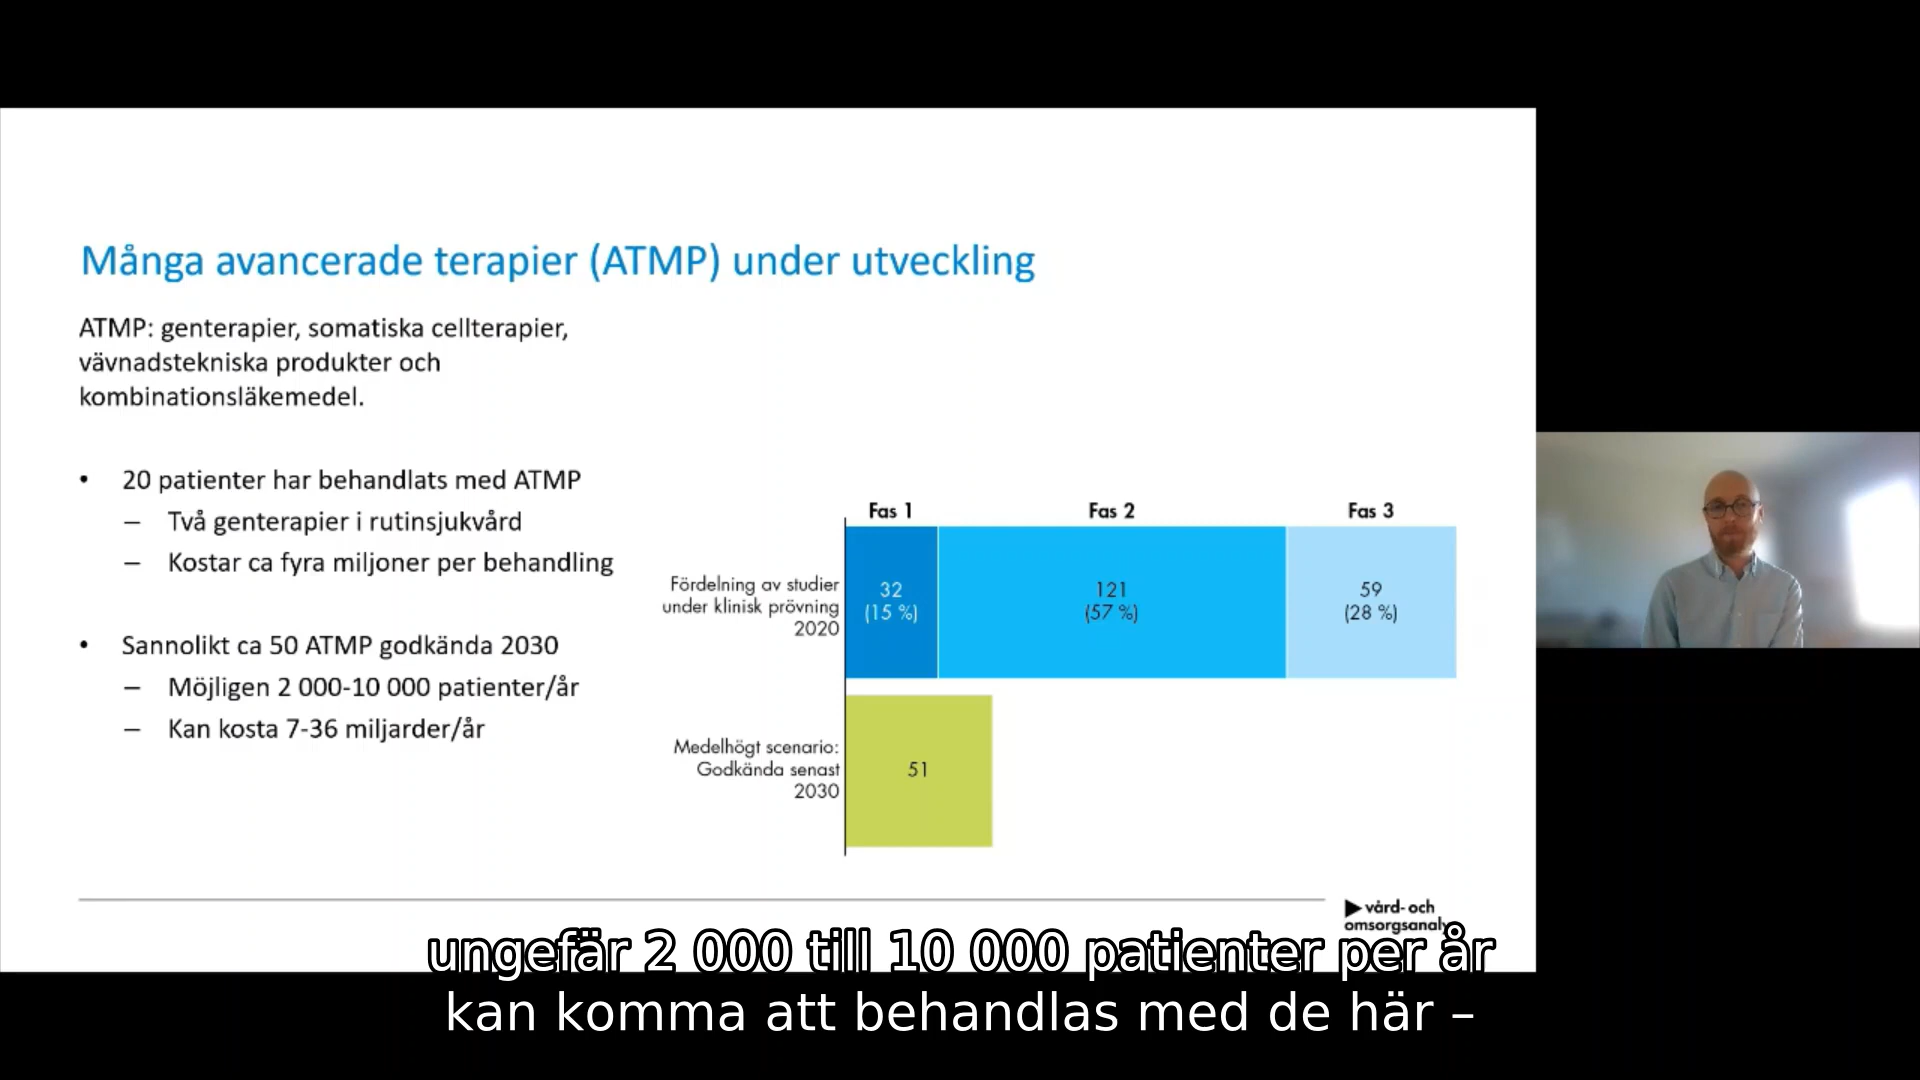 Många avancerade terapier (ATMP) under utveckling
ATMP: genterapier, somatiska cellterapier,
vävnadstekniska produkter och
kombinationsläkemedel.
• 20 patienter har behandlats med ATMP
– Två genterapier i rutinsjukvård
– Kostar ca fyra miljoner per behandling
• Sannolikt ca 50 ATMP godkända 2030
– Möjligen 2 000-10 000 patienter/år
– Kan kosta 7-36 miljarder/år
Fas 1 Fas 2 Fas 3
Fördelning av studier
under klinisk prövning
2020
32
(15 %)
121
(57 %)
59
(28 %)
Medelhögt scenario:
Godkända senast
2030
51
vård- och
ungefär 2 000 till 10 000 patienter per år
kan komma att behandlas med de här –